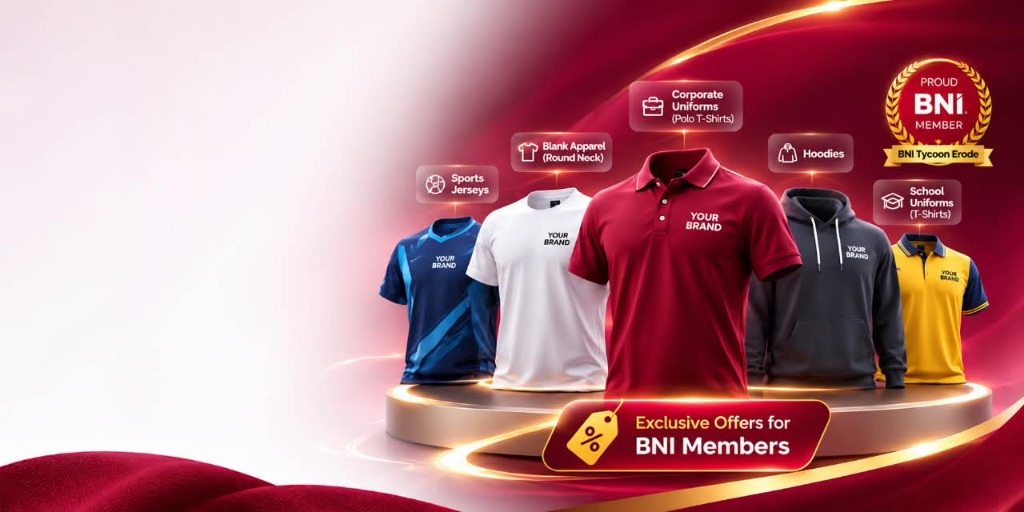 Corporate
Uniforms
(Polo T-Shirts)
PROUD
BNI
MEMBER
BNI Tycoon Erode
Blank Apparel
(Round Neck)
Hoodies
Sports
Jerseys
School
Uniforms
(T-Shirts)
YOUR
BRAND
YOUR
BRAND
YOUR
BRAND
YOUR
BRAND
YOUR
BRAND
%
Exclusive Offers for
BNI Members